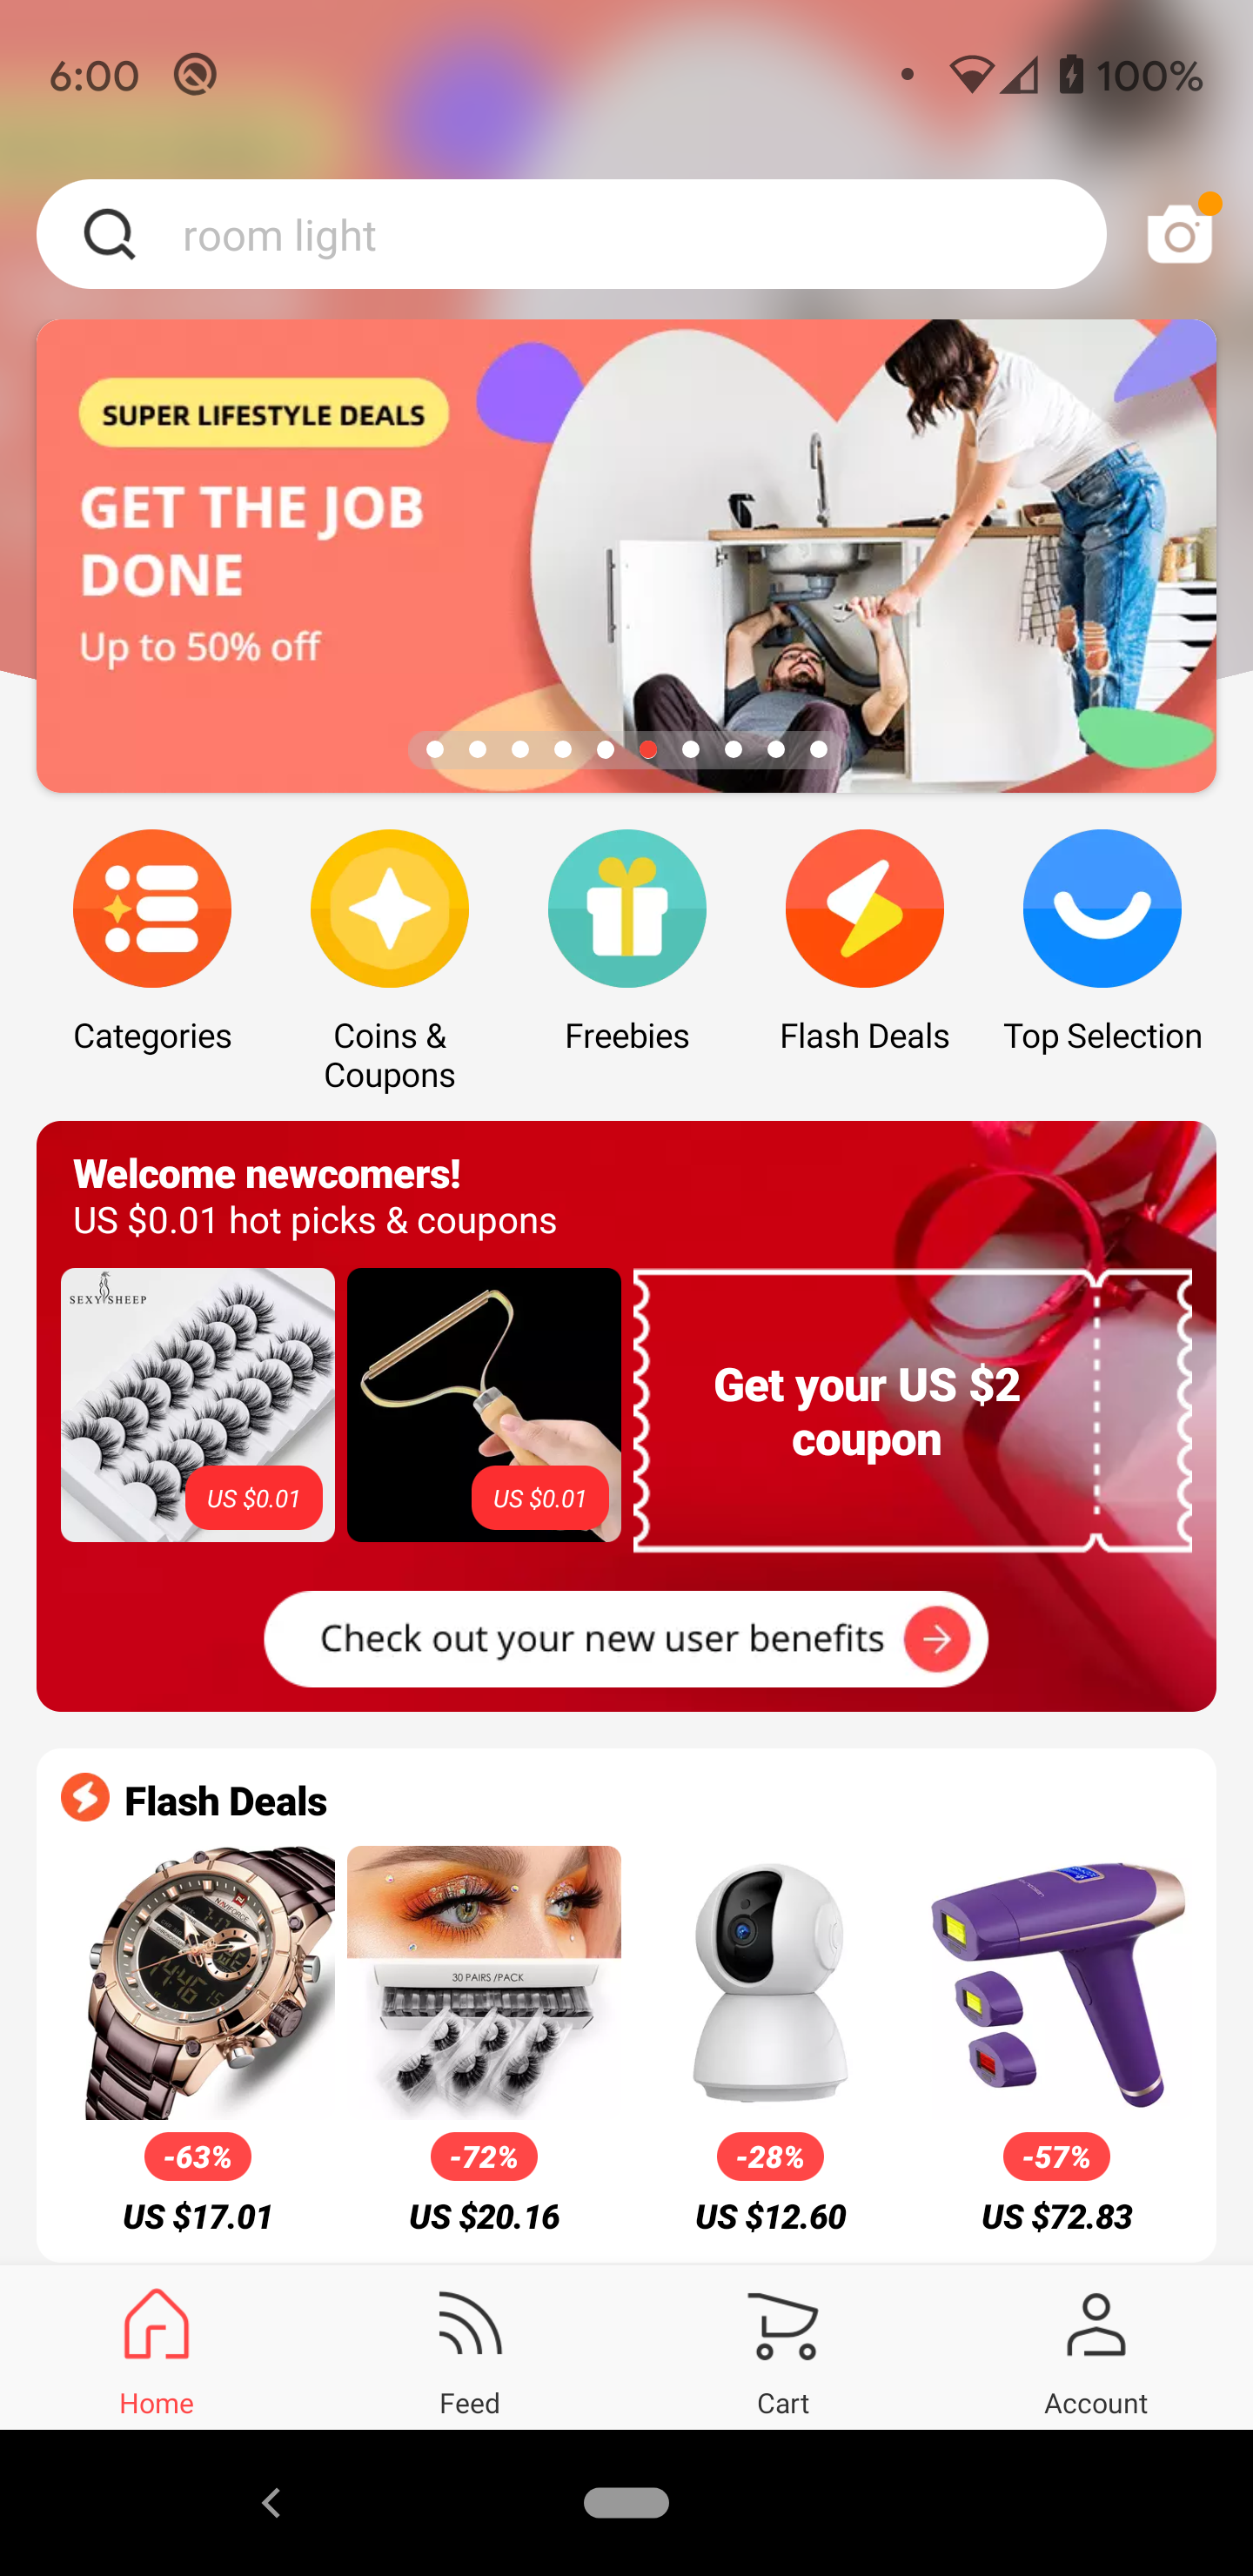 6:00
100%
room light
SUPER LIFESTYLE DEALS
GET THE JOB
DONE
Up to 50% off
Categories
Coins &
Coupons
Freebies
Flash Deals
Top Selection
Welcome newcomers!
US $0.01 hot picks & coupons
SEXY SHEEP
US $0.01
US $0.01
Get your US $2
coupon
Check out your new user benefits
Flash Deals
NAVIFORCE
30 PAIRS /PACK
-63%
-72%
-28%
-57%
US $17.01
US $20.16
US $12.60
US $72.83
Home
Feed
Cart
Account